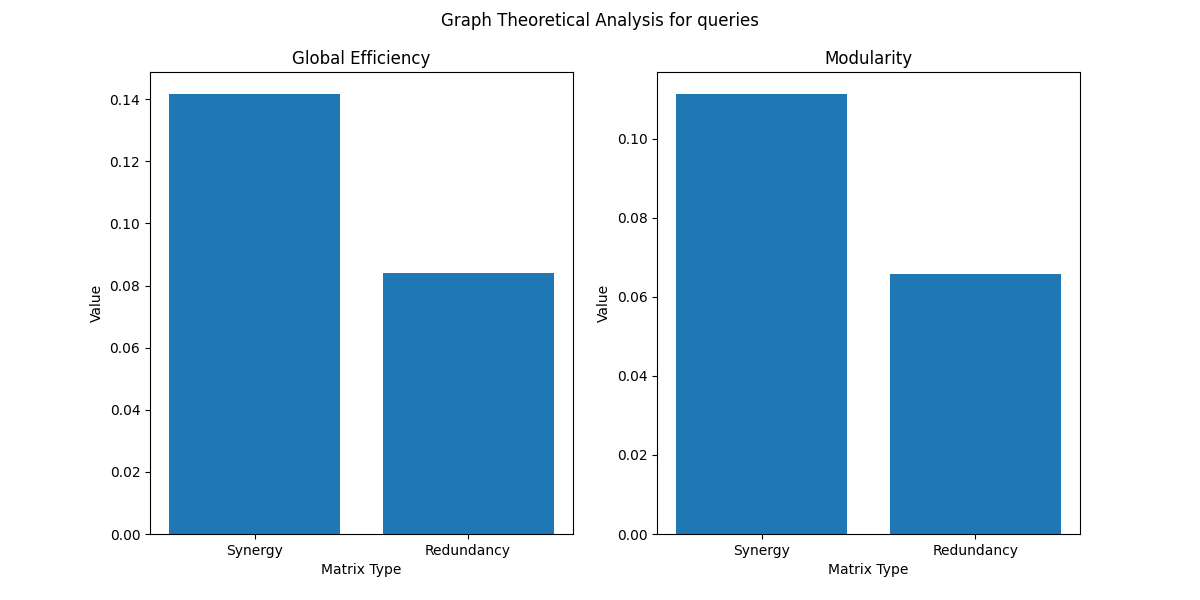 Graph Theoretical Analysis for queries
Global Efficiency
0.14
0.12
0.10
0.08
0.06
0.04
0.02
0.00
Value
Synergy
Redundancy
Matrix Type
Modularity
0.10
0.08
0.06
0.04
0.02
0.00
Value
Synergy
Redundancy
Matrix Type